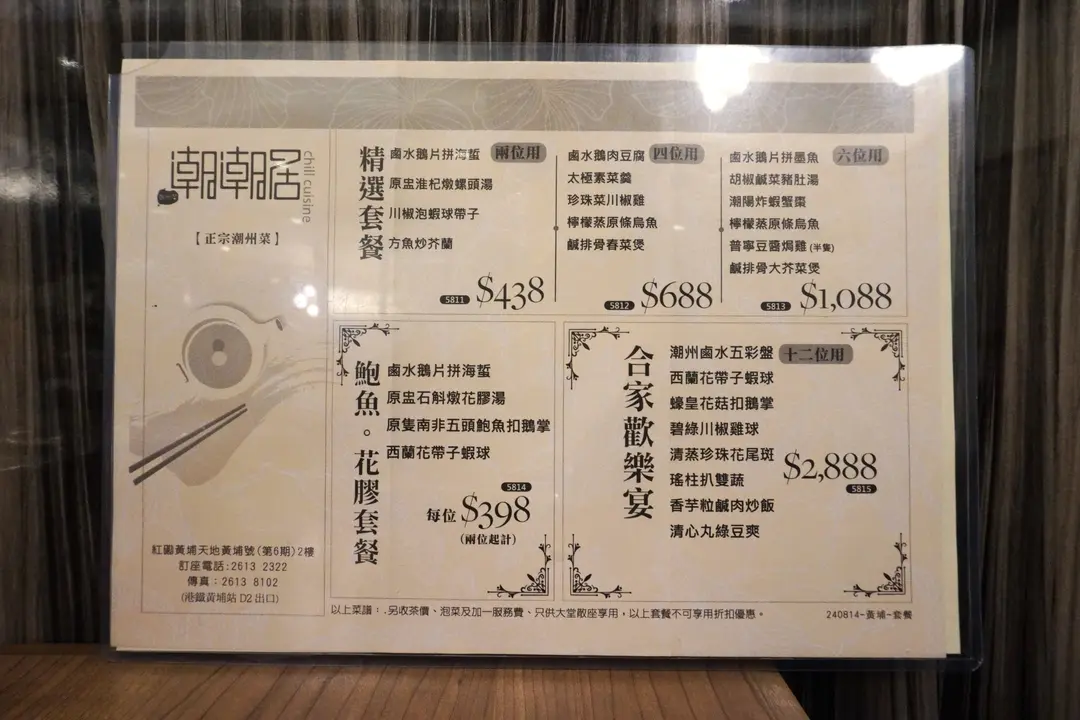 潮潮居
chill cuisine
【正宗潮州菜】
紅磡黃埔天地黃埔號(第6期)2樓
訂座電話:2613 2322
傳真：2613 8102
(港鐵黃埔站 D2 出口)
精選套餐
鹵水鵝片拼海蜇 兩位用
原盅淮杞燉螺頭湯
川椒泡蝦球帶子
方魚炒芥蘭
5811 $438
鹵水鵝肉豆腐 四位用
太極素菜羹
珍珠菜川椒雞
檸檬蒸原條烏魚
鹹排骨春菜煲
5812 $688
鹵水鵝片拼墨魚 六位用
胡椒鹹菜豬肚湯
潮陽炸蝦蟹棗
檸檬蒸原條烏魚
普寧豆醬焗雞(半隻)
鹹排骨大芥菜煲
5813 $1,088
鮑魚。花膠套餐
鹵水鵝片拼海蜇
原盅石斛燉花膠湯
原隻南非五頭鮑魚扣鵝掌
西蘭花帶子蝦球
5814
每位 $398
(兩位起計)
合家歡樂宴
潮州鹵水五彩盤 十二位用
西蘭花帶子蝦球
蠔皇花菇扣鵝掌
碧綠川椒雞球
清蒸珍珠花尾斑
瑤柱扒雙蔬
香芋粒鹹肉炒飯
清心丸綠豆爽
$2,888
5815
以上菜譜：.另收茶價、泡菜及加一服務費、只供大堂散座享用，以上套餐不可享用折扣優惠。
240814-黃埔-套餐